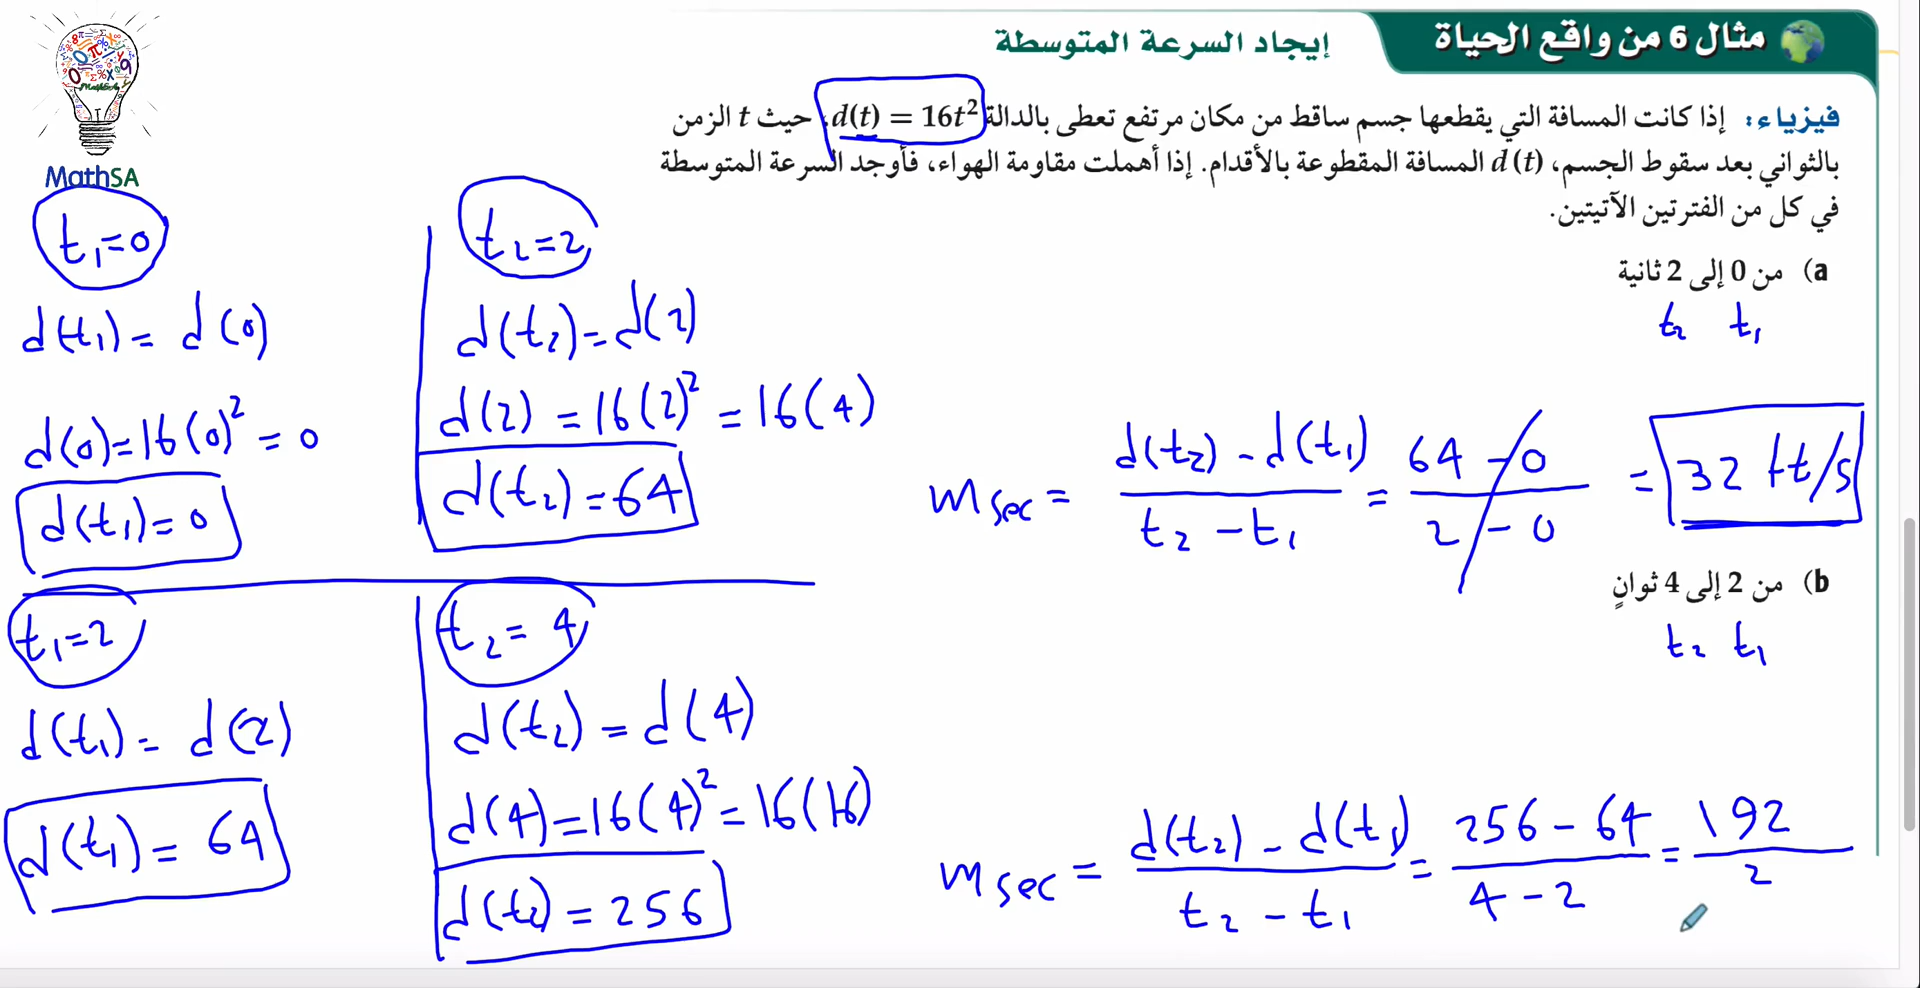 MathSA
مثال 6 من واقع الحياة
إيجاد السرعة المتوسطة
فيزياء: إذا كانت المسافة التي يقطعها جسم ساقط من مكان مرتفع تعطى بالدالة d(t) = 16t², حيث t الزمن
بالثواني بعد سقوط الجسم، d(t) المسافة المقطوعة بالأقدام. إذا أهملت مقاومة الهواء، فأوجد السرعة المتوسطة
في كل من الفترتين الآتيتين.
a) من 0 إلى 2 ثانية
t₂ t₁
t₁=0
d(t₁) = d(0)
d(0)=16(0)² = 0
d(t₁)=0
t₂=2
d(t₂)=d(2)
d(2) = 16(2)² = 16(4)
d(t₂)=64
m sec = d(t₂) - d(t₁) / t₂ - t₁ = 64 - 0 / 2 - 0 = 32 ft/s
b) من 2 إلى 4 ثوانٍ
t₂ t₁
t₁=2
d(t₁) = d(2)
d(t₁) = 64
t₂ = 4
d(t₂) = d(4)
d(4)=16(4)² = 16(16)
d(t₂) = 256
m sec = d(t₂) - d(t₁) / t₂ - t₁ = 256 - 64 / 4 - 2 = 192 / 2